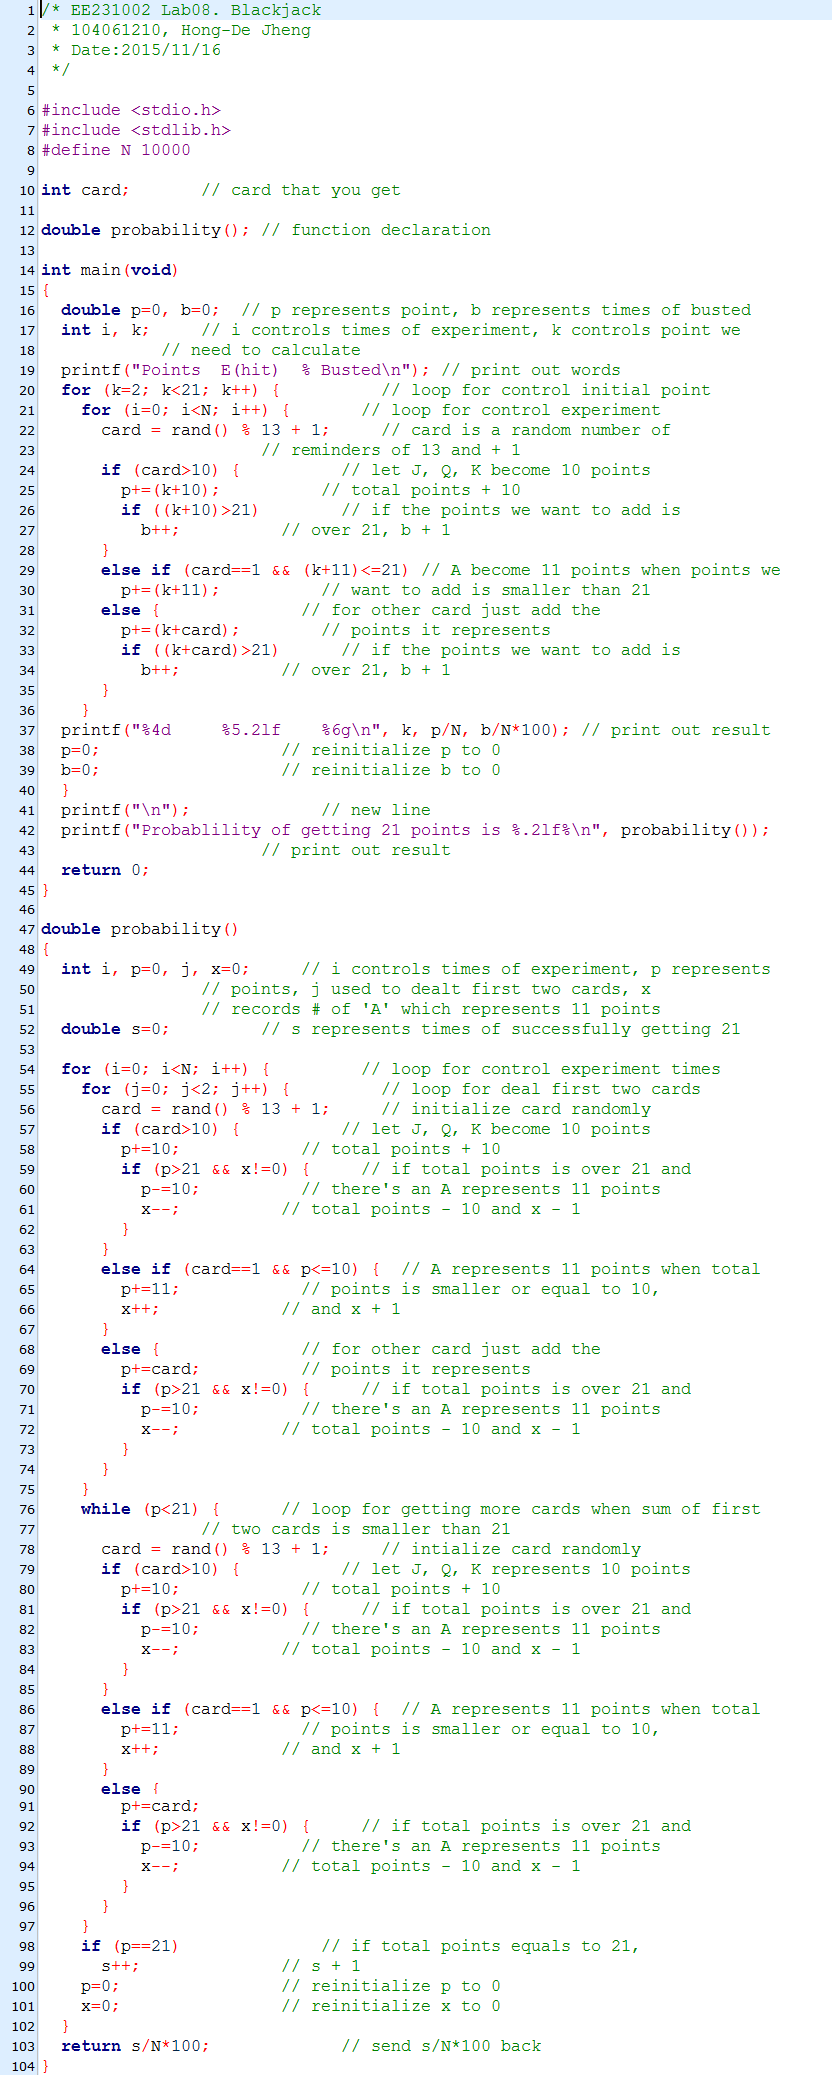 1 /* EE231002 Lab08. Blackjack
2  * 104061210, Hong-De Jheng
3  * Date:2015/11/16
4  */
5
6 #include <stdio.h>
7 #include <stdlib.h>
8 #define N 10000
9
10 int card;       // card that you get
11
12 double probability(); // function declaration
13
14 int main(void)
15 {
16   double p=0, b=0;  // p represents point, b represents times of busted
17   int i, k;     // i controls times of experiment, k controls point we
18             // need to calculate
19   printf("Points  E(hit)  % Busted\n"); // print out words
20   for (k=2; k<21; k++) {          // loop for control initial point
21     for (i=0; i<N; i++) {       // loop for control experiment
22       card = rand() % 13 + 1;     // card is a random number of
23                       // reminders of 13 and + 1
24       if (card>10) {          // let J, Q, K become 10 points
25         p+=(k+10);          // total points + 10
26         if ((k+10)>21)        // if the points we want to add is
27           b++;          // over 21, b + 1
28       }
29       else if (card==1 && (k+11)<=21) // A become 11 points when points we
30         p+=(k+11);          // want to add is smaller than 21
31       else {              // for other card just add the
32         p+=(k+card);        // points it represents
33         if ((k+card)>21)      // if the points we want to add is
34           b++;          // over 21, b + 1
35       }
36     }
37   printf("%4d     %5.2lf    %6g\n", k, p/N, b/N*100); // print out result
38   p=0;                  // reinitialize p to 0
39   b=0;                  // reinitialize b to 0
40   }
41   printf("\n");             // new line
42   printf("Probablility of getting 21 points is %.2lf%\n", probability());
43                       // print out result
44   return 0;
45 }
46
47 double probability()
48 {
49   int i, p=0, j, x=0;     // i controls times of experiment, p represents
50                 // points, j used to dealt first two cards, x
51                 // records # of 'A' which represents 11 points
52   double s=0;         // s represents times of successfully getting 21
53
54   for (i=0; i<N; i++) {         // loop for control experiment times
55     for (j=0; j<2; j++) {         // loop for deal first two cards
56       card = rand() % 13 + 1;     // initialize card randomly
57       if (card>10) {          // let J, Q, K become 10 points
58         p+=10;            // total points + 10
59         if (p>21 && x!=0) {     // if total points is over 21 and
60           p-=10;          // there's an A represents 11 points
61           x--;          // total points - 10 and x - 1
62         }
63       }
64       else if (card==1 && p<=10) {  // A represents 11 points when total
65         p+=11;            // points is smaller or equal to 10,
66         x++;            // and x + 1
67       }
68       else {              // for other card just add the
69         p+=card;          // points it represents
70         if (p>21 && x!=0) {     // if total points is over 21 and
71           p-=10;          // there's an A represents 11 points
72           x--;          // total points - 10 and x - 1
73         }
74       }
75     }
76     while (p<21) {      // loop for getting more cards when sum of first
77                 // two cards is smaller than 21
78       card = rand() % 13 + 1;     // intialize card randomly
79       if (card>10) {          // let J, Q, K represents 10 points
80         p+=10;            // total points + 10
81         if (p>21 && x!=0) {     // if total points is over 21 and
82           p-=10;          // there's an A represents 11 points
83           x--;          // total points - 10 and x - 1
84         }
85       }
86       else if (card==1 && p<=10) {  // A represents 11 points when total
87         p+=11;            // points is smaller or equal to 10,
88         x++;            // and x + 1
89       }
90       else {
91         p+=card;
92         if (p>21 && x!=0) {     // if total points is over 21 and
93           p-=10;          // there's an A represents 11 points
94           x--;          // total points - 10 and x - 1
95         }
96       }
97     }
98     if (p==21)              // if total points equals to 21,
99       s++;              // s + 1
100     p=0;                // reinitialize p to 0
101     x=0;                // reinitialize x to 0
102   }
103   return s/N*100;             // send s/N*100 back
104 }